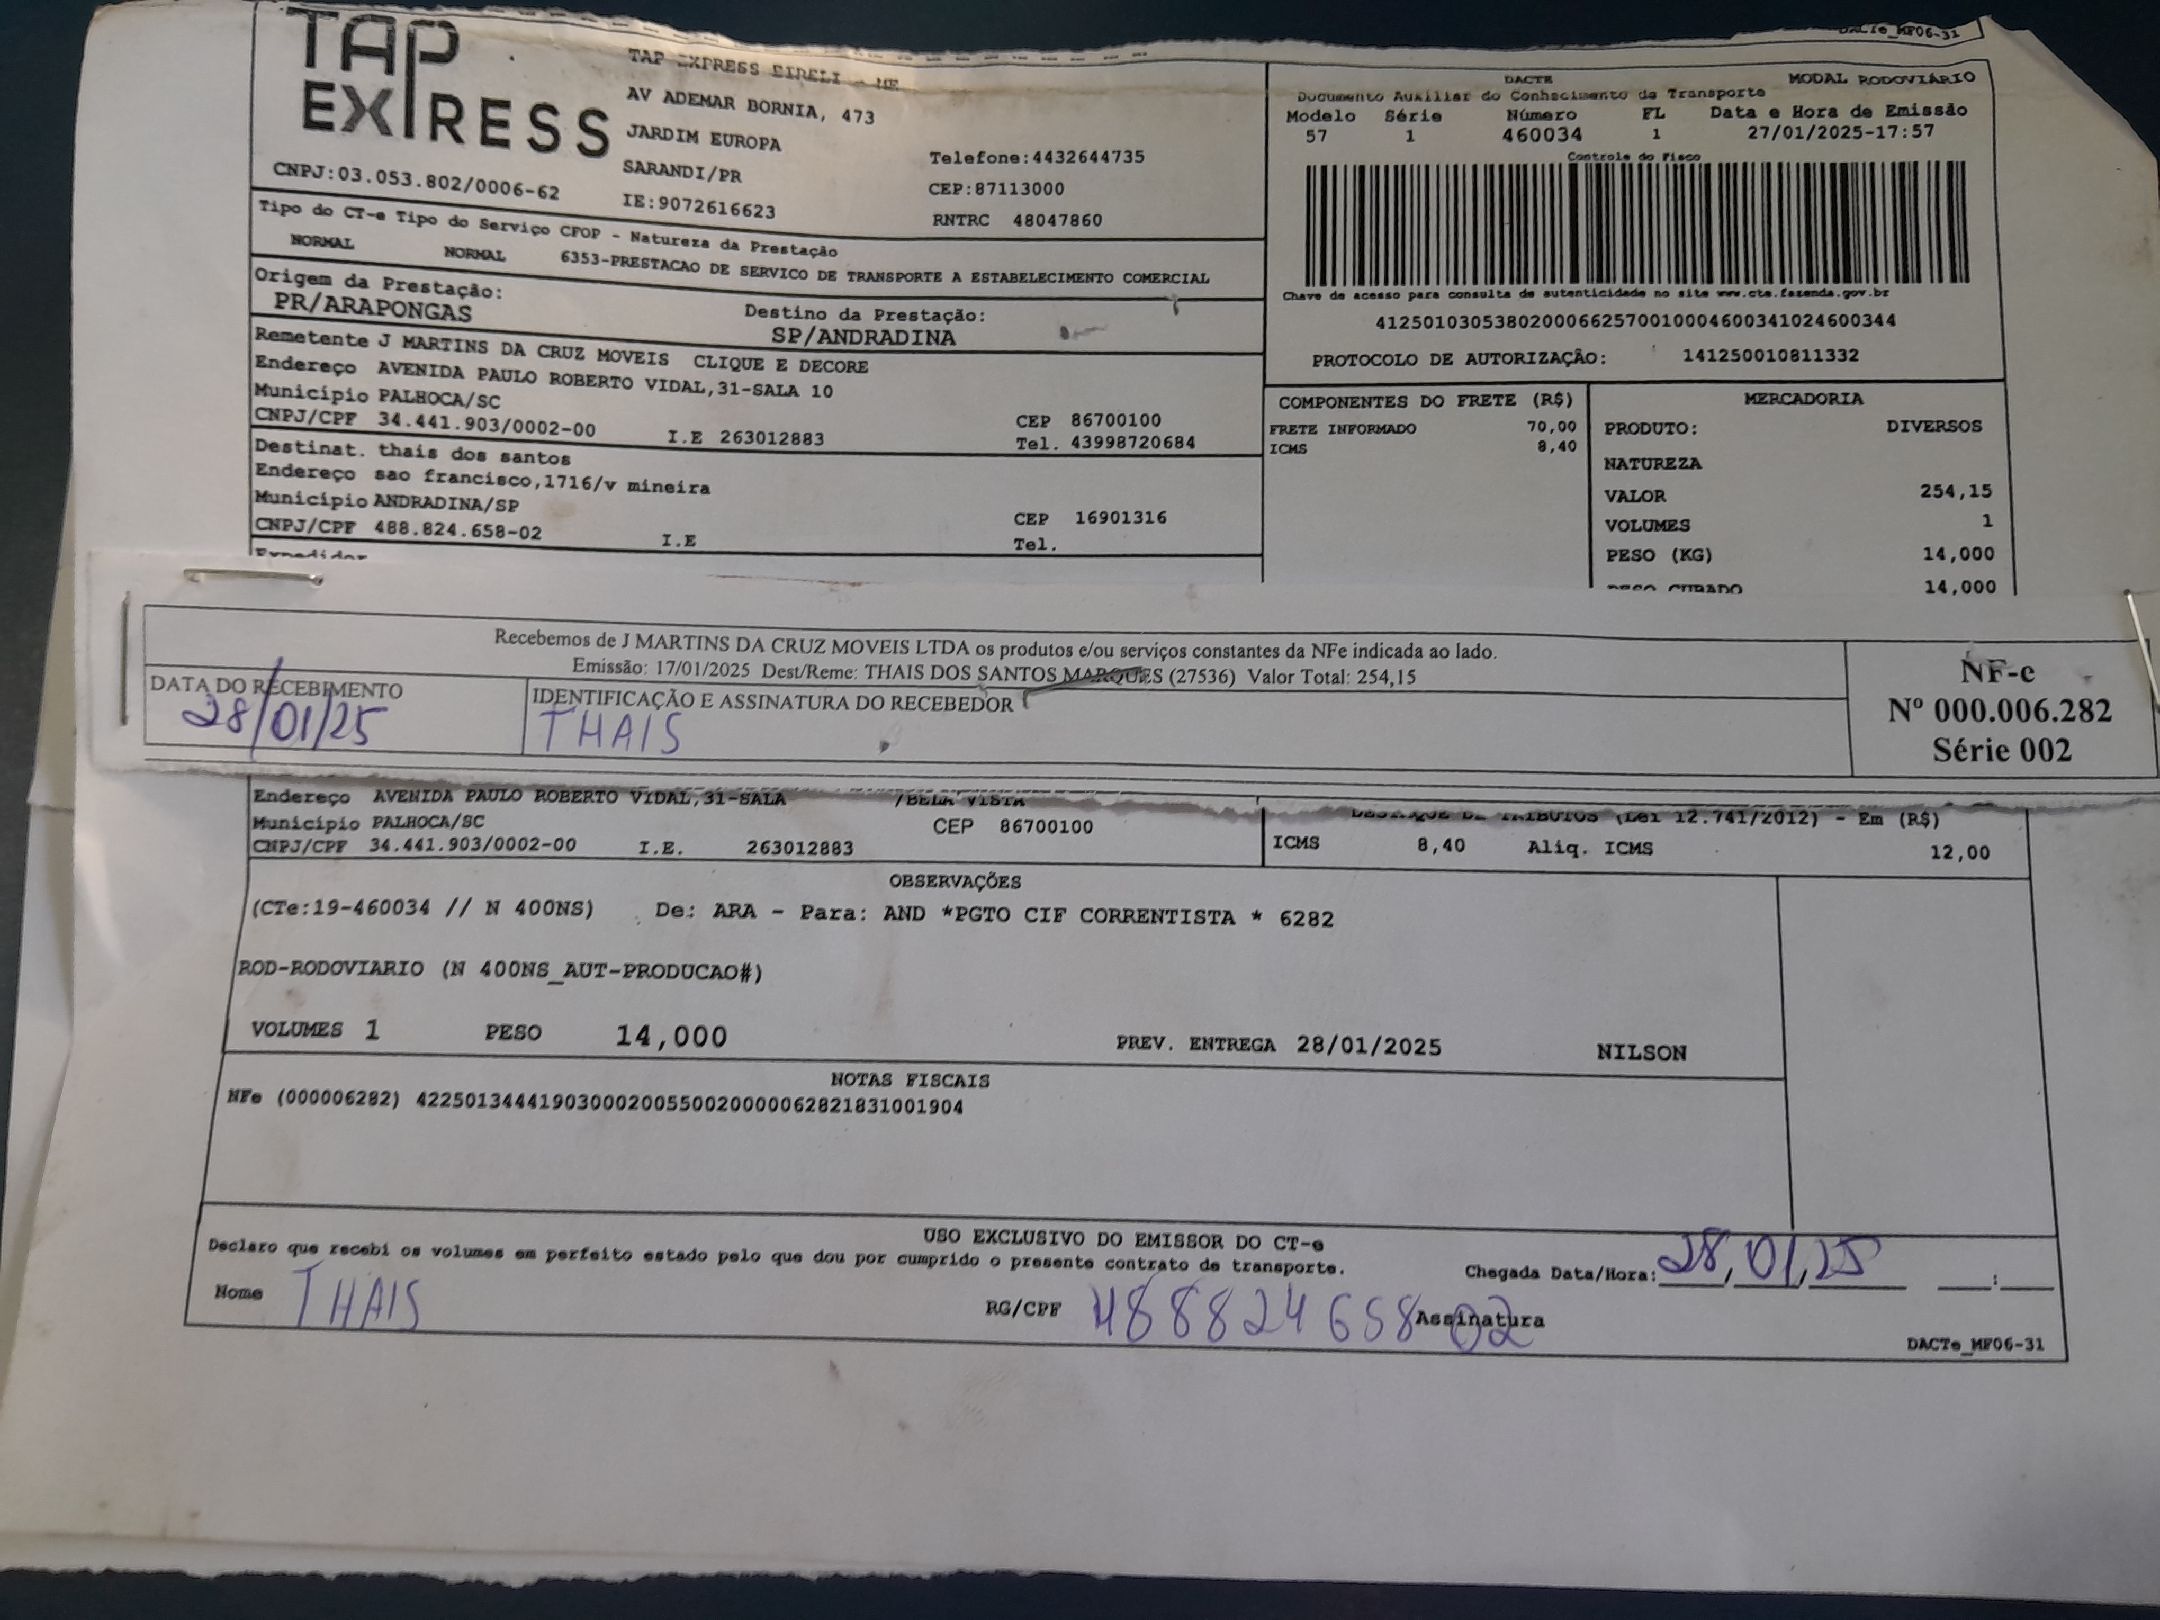 DACTe_MF06-31
TAP EXPRESS
TAP EXPRESS EIRELI - ME
AV ADEMAR BORNIA, 473
JARDIM EUROPA
SARANDI/PR
IE:9072616623
CNPJ:03.053.802/0006-62
Telefone:4432644735
CEP:87113000
RNTRC 48047860
DACTE MODAL RODOVIÁRIO
Documento Auxiliar do Conhecimento de Transporte
Modelo Série Número FL Data e Hora de Emissão
57 1 460034 1 27/01/2025-17:57
Controle do Fisco
Chave de acesso para consulta de autenticidade no site www.cte.fazenda.gov.br
41250103053802000662570010004600341024600344
PROTOCOLO DE AUTORIZAÇÃO: 141250010811332
Tipo do CT-e Tipo do Serviço CFOP - Natureza da Prestação
NORMAL NORMAL 6353-PRESTACAO DE SERVICO DE TRANSPORTE A ESTABELECIMENTO COMERCIAL
Origem da Prestação:
PR/ARAPONGAS
Destino da Prestação:
SP/ANDRADINA
Remetente J MARTINS DA CRUZ MOVEIS CLIQUE E DECORE
Endereço AVENIDA PAULO ROBERTO VIDAL,31-SALA 10
Município PALHOCA/SC CEP 86700100
CNPJ/CPF 34.441.903/0002-00 I.E 263012883 Tel. 43998720684
Destinat. thais dos santos
Endereço sao francisco,1716/v mineira
Município ANDRADINA/SP CEP 16901316
CNPJ/CPF 488.824.658-02 I.E Tel.
Expedidor
COMPONENTES DO FRETE (R$)
FRETE INFORMADO 70,00
ICMS 8,40
MERCADORIA
PRODUTO: DIVERSOS
NATUREZA
VALOR 254,15
VOLUMES 1
PESO (KG) 14,000
PESO CUBADO 14,000
Recebemos de J MARTINS DA CRUZ MOVEIS LTDA os produtos e/ou serviços constantes da NFe indicada ao lado.
Emissão: 17/01/2025 Dest/Reme: THAIS DOS SANTOS MARQUES (27536) Valor Total: 254,15
DATA DO RECEBIMENTO
28/01/25
IDENTIFICAÇÃO E ASSINATURA DO RECEBEDOR
THAIS
NF-e
Nº 000.006.282
Série 002
Endereço AVENIDA PAULO ROBERTO VIDAL,31-SALA /BELA VISTA
Município PALHOCA/SC CEP 86700100
CNPJ/CPF 34.441.903/0002-00 I.E. 263012883
DESTAQUE DE TRIBUTOS (Lei 12.741/2012) - Em (R$)
ICMS 8,40 Aliq. ICMS 12,00
OBSERVAÇÕES
(CTe:19-460034 // N 400NS) De: ARA - Para: AND *PGTO CIF CORRENTISTA * 6282
ROD-RODOVIARIO (N 400NS_AUT-PRODUCAO#)
VOLUMES 1 PESO 14,000 PREV. ENTREGA 28/01/2025 NILSON
NOTAS FISCAIS
NFe (000006282) 42250134441903000200550020000062821831001904
USO EXCLUSIVO DO EMISSOR DO CT-e
Declaro que recebi os volumes em perfeito estado pelo que dou por cumprido o presente contrato de transporte.
Chegada Data/Hora: 28/01/25 :
Nome THAIS RG/CPF 48882465802 Assinatura
DACTe_MF06-31